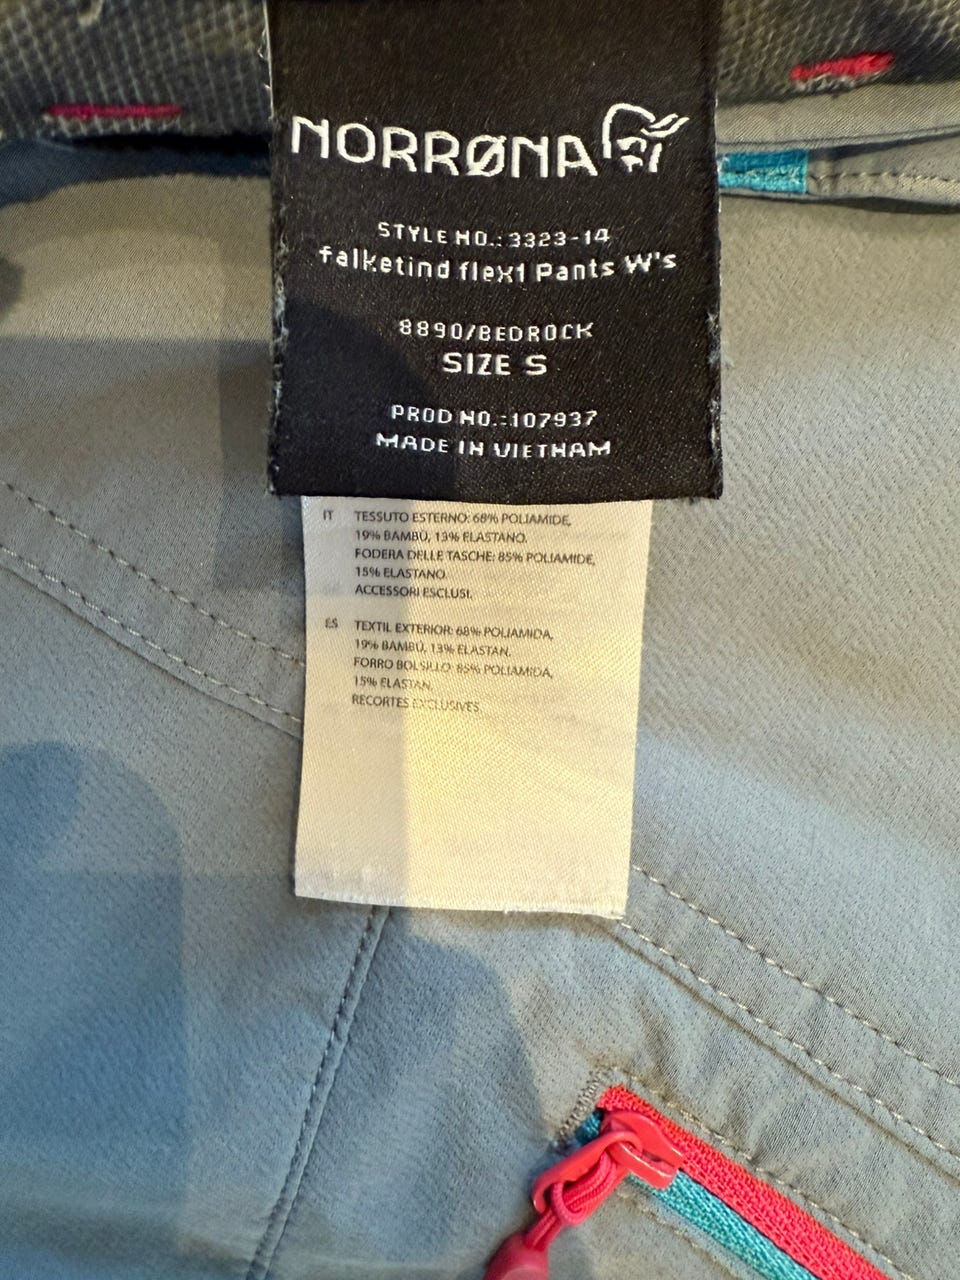 NORRØNA
STYLE NO.: 3323-14
falketind flex1 Pants W's
8890/BEDROCK
SIZE S
PROD NO.:107937
MADE IN VIETNAM
IT TESSUTO ESTERNO: 68% POLIAMIDE,
19% BAMBÙ, 13% ELASTANO.
FODERA DELLE TASCHE: 85% POLIAMIDE,
15% ELASTANO.
ACCESSORI ESCLUSI.
ES TEXTIL EXTERIOR: 68% POLIAMIDA,
19% BAMBÚ, 13% ELASTAN.
FORRO BOLSILLO: 85% POLIAMIDA,
15% ELASTAN.
RECORTES EXCLUSIVES.